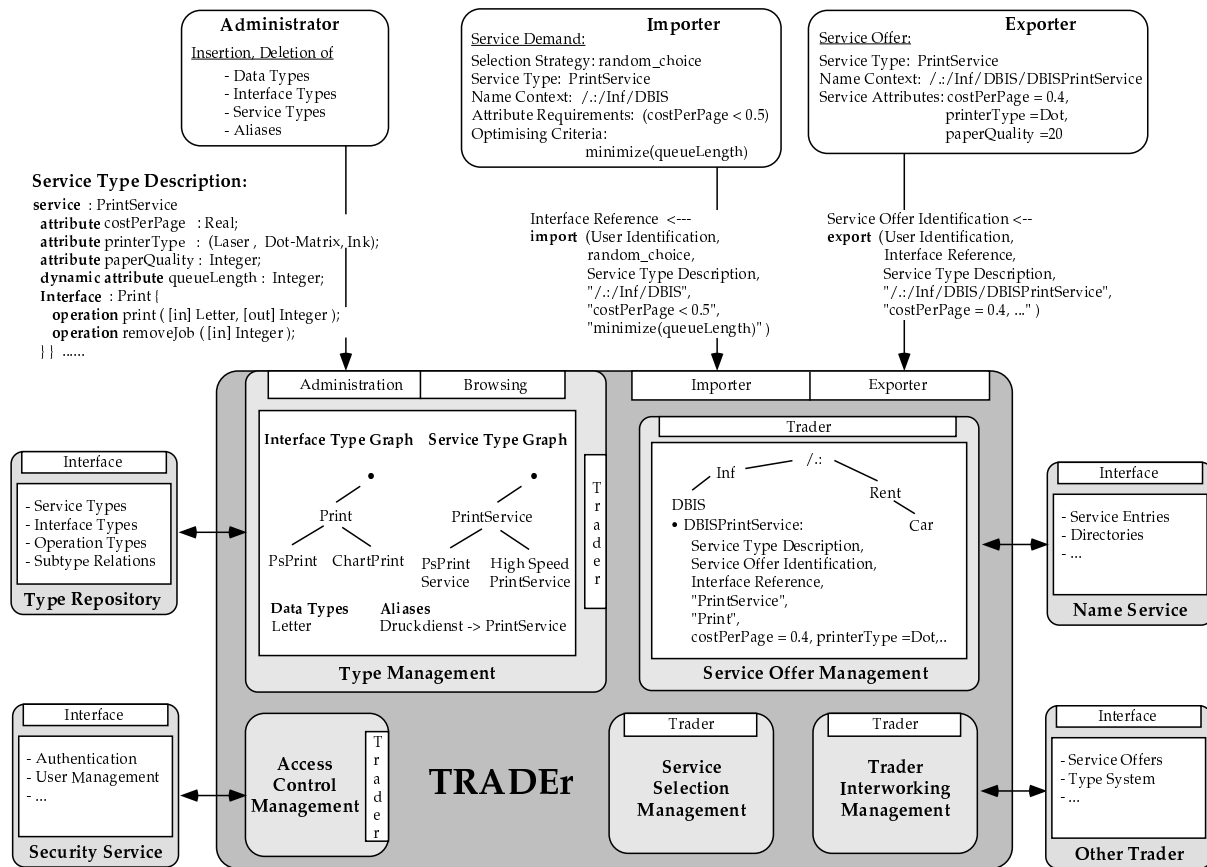 Administrator
Insertion, Deletion of
- Data Types
- Interface Types
- Service Types
- Aliases
Importer
Service Demand:
Selection Strategy: random_choice
Service Type: PrintService
Name Context: /.:/Inf/DBIS
Attribute Requirements: (costPerPage < 0.5)
Optimising Criteria:
minimize(queueLength)
Exporter
Service Offer:
Service Type: PrintService
Name Context: /.:/Inf/DBIS/DBISPrintService
Service Attributes: costPerPage = 0.4,
printerType =Dot,
paperQuality =20
Service Type Description:
service : PrintService
attribute costPerPage : Real;
attribute printerType : (Laser , Dot-Matrix, Ink);
attribute paperQuality : Integer;
dynamic attribute queueLength : Integer;
Interface : Print {
operation print ( [in] Letter, [out] Integer );
operation removeJob ( [in] Integer );
} } ......
Interface Reference <---
import (User Identification,
random_choice,
Service Type Description,
"/.:/Inf/DBIS",
"costPerPage < 0.5",
"minimize(queueLength)" )
Service Offer Identification <--
export (User Identification,
Interface Reference,
Service Type Description,
"/.:/Inf/DBIS/DBISPrintService",
"costPerPage = 0.4, ..." )
Administration
Browsing
Importer
Exporter
Interface Type Graph
Service Type Graph
•
•
Print
PrintService
PsPrint
ChartPrint
PsPrint
Service
High Speed
PrintService
Data Types
Letter
Aliases
Druckdienst -> PrintService
Trader
Type Management
Trader
/.:
Inf
DBIS
Rent
Car
• DBISPrintService:
Service Type Description,
Service Offer Identification,
Interface Reference,
"PrintService",
"Print",
costPerPage = 0.4, printerType =Dot,..
Service Offer Management
Interface
- Service Types
- Interface Types
- Operation Types
- Subtype Relations
Type Repository
Interface
- Service Entries
- Directories
- ...
Name Service
Interface
- Authentication
- User Management
- ...
Security Service
Access
Control
Management
Trader
TRADEr
Trader
Service
Selection
Management
Trader
Trader
Interworking
Management
Interface
- Service Offers
- Type System
- ...
Other Trader